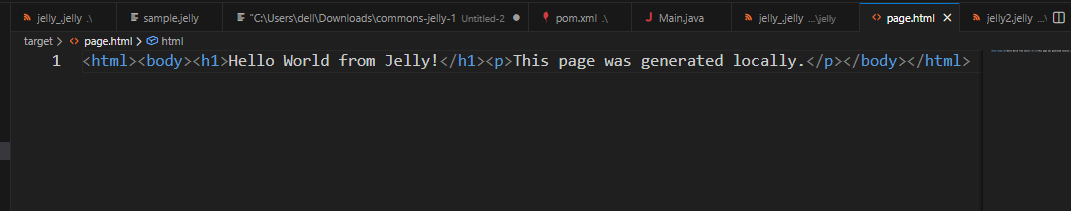 jelly_.jelly .\ sample.jelly "C:\Users\dell\Downloads\commons-jelly-1 Untitled-2 pom.xml .\ Main.java jelly_.jelly ...\jelly page.html jelly2.jelly ...\
target > page.html > html
1 <html><body><h1>Hello World from Jelly!</h1><p>This page was generated locally.</p></body></html>